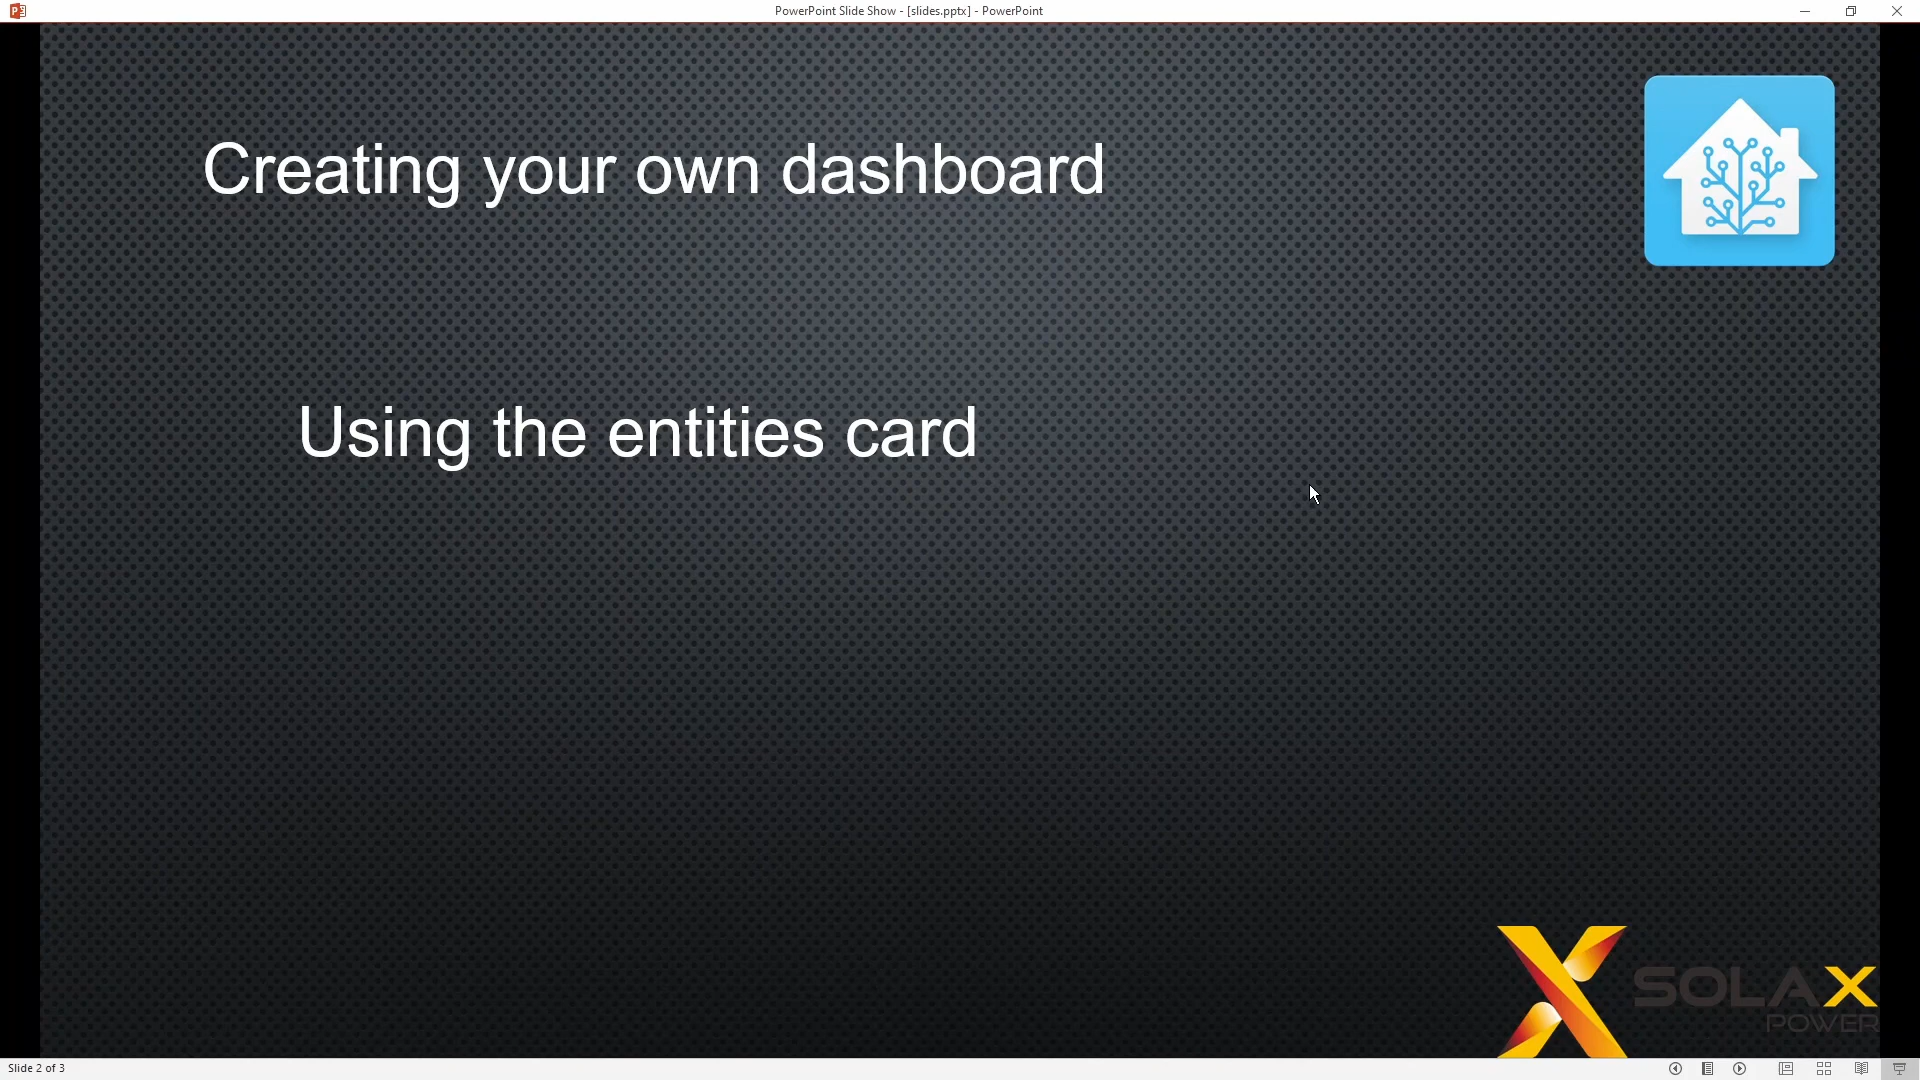 PowerPoint Slide Show - [slides.pptx] - PowerPoint
Creating your own dashboard
Using the entities card
SOLAX
POWER
Slide 2 of 3